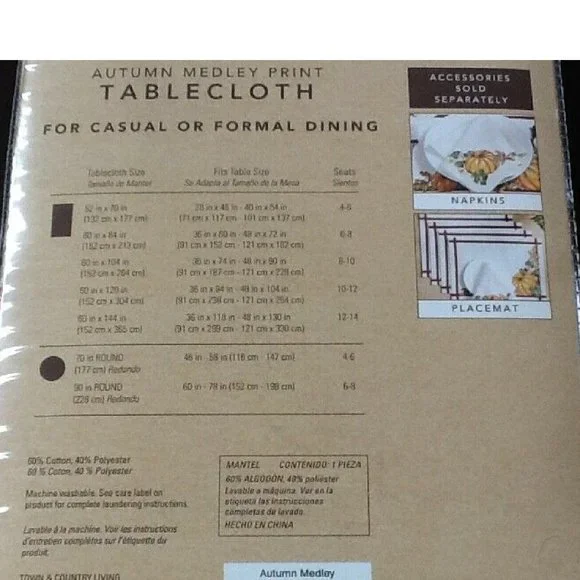 AUTUMN MEDLEY PRINT
TABLECLOTH
FOR CASUAL OR FORMAL DINING
ACCESSORIES
SOLD
SEPARATELY
NAPKINS
PLACEMAT
Tablecloth Size Fits Table Size Seats
Tamaño de Mantel Se Adapta al Tamaño de la Mesa Sientos
52 in x 70 in 28 in x 46 in - 40 in x 54 in 4-6
(132 cm x 177 cm) (71 cm x 117 cm - 101 cm x 137 cm)
60 in x 84 in 36 in x 60 in - 48 in x 72 in 6-8
(152 cm x 213 cm) (91 cm x 152 cm - 121 cm x 182 cm)
60 in x 104 in 36 in x 74 in - 48 in x 90 in 8-10
(152 cm x 264 cm) (91 cm x 187 cm - 121 cm x 228 cm)
60 in x 120 in 36 in x 94 in - 48 in x 104 in 10-12
(152 cm x 304 cm) (91 cm x 238 cm - 121 cm x 264 cm)
60 in x 144 in 36 in x 118 in - 48 in x 130 in 12-14
(152 cm x 365 cm) (91 cm x 299 cm - 121 cm x 330 cm)
70 in ROUND 46 in - 58 in (116 cm - 147 cm) 4-6
(177 cm) Redondo
90 in ROUND 60 in - 78 in (152 cm - 198 cm) 6-8
(228 cm) Redondo
60% Cotton, 40% Polyester
60 % Coton, 40 % Polyester
Machine washable. See care label on
product for complete laundering instructions.
Lavable à la machine. Voir les instructions
d'entretien complètes sur l'étiquette du
produit.
TOWN & COUNTRY LIVING
MANTEL CONTENIDO: 1 PIEZA
60% ALGODÓN, 40% poliéster
Lavable a máquina. Ver en la
etiqueta las instrucciones
completas de lavado.
HECHO EN CHINA
Autumn Medley